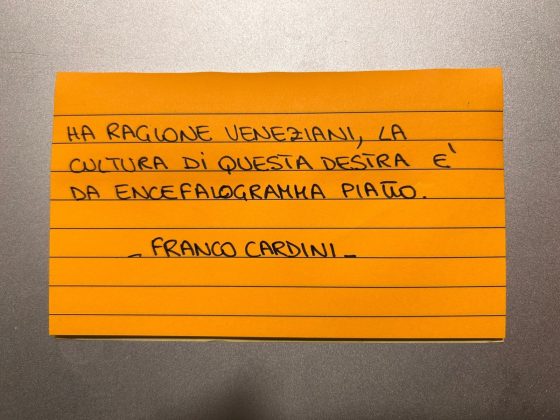 HA RAGIONE VENEZIANI, LA
CULTURA Di QUESTA DESTRA E'
DA ENCEFALOGRAMMA PIATTO.
- FRANCO CARDINI -